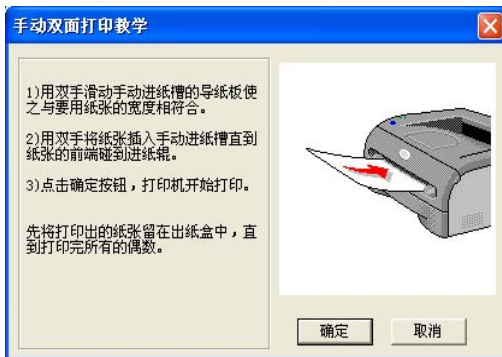 手动双面打印教学
1)用双手滑动手动进纸槽的导纸板使
之与要用纸张的宽度相符合。
2)用双手将纸张插入手动进纸槽直到
纸张的前端碰到进纸辊。
3)点击确定按钮，打印机开始打印。
先将打印出的纸张留在出纸盒中，直
到打印完所有的偶数。
确定
取消